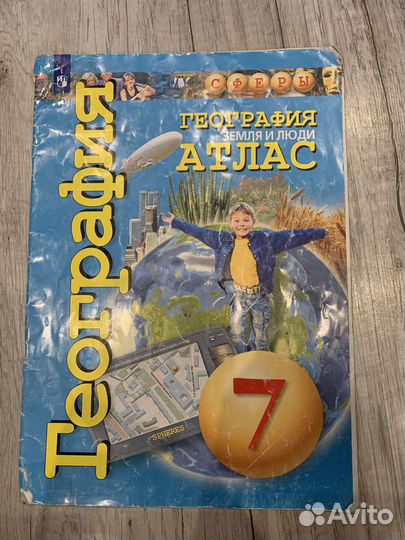 СФЕРЫ
ГЕОГРАФИЯ
ЗЕМЛЯ И ЛЮДИ
АТЛАС
География
SPHERES
7
Avito